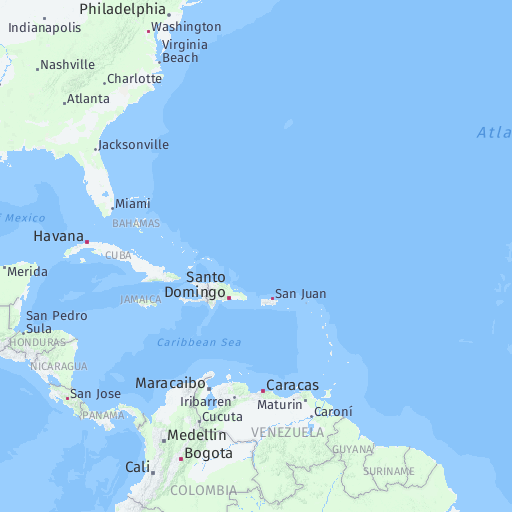 Philadelphia
Indianapolis
Washington
Virginia
Beach
Nashville
Charlotte
Atlanta
Atla
Jacksonville
Miami
f Mexico
BAHAMAS
Havana
CUBA
Merida
Santo
Domingo
San Juan
JAMAICA
San Pedro
Sula
HONDURAS
Caribbean Sea
NICARAGUA
Maracaibo
Caracas
San Jose
Iribarren
Maturin
PANAMA
Cucuta
Caroní
Medellin
VENEZUELA
Bogota
GUYANA
Cali
SURINAME
COLOMBIA